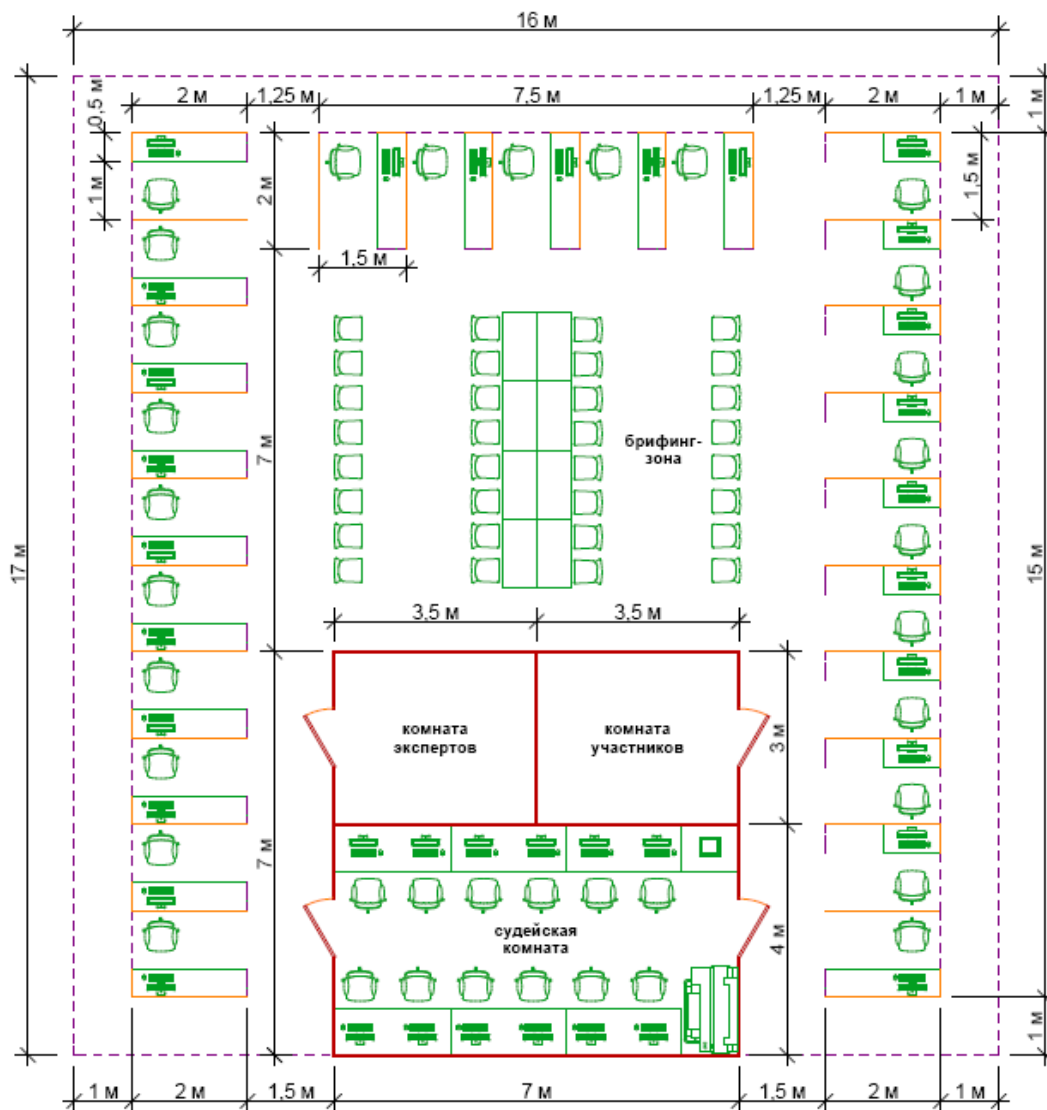 16 м
2 м
1,25 м
7,5 м
1,25 м
2 м
1 м
1 м
0,5 м
1 м
2 м
1,5 м
1,5 м
7 м
брифинг-
зона
17 м
15 м
3,5 м
3,5 м
комната
экспертов
комната
участников
3 м
7 м
судейская
комната
4 м
1 м
1 м
2 м
1,5 м
7 м
1,5 м
2 м
1 м